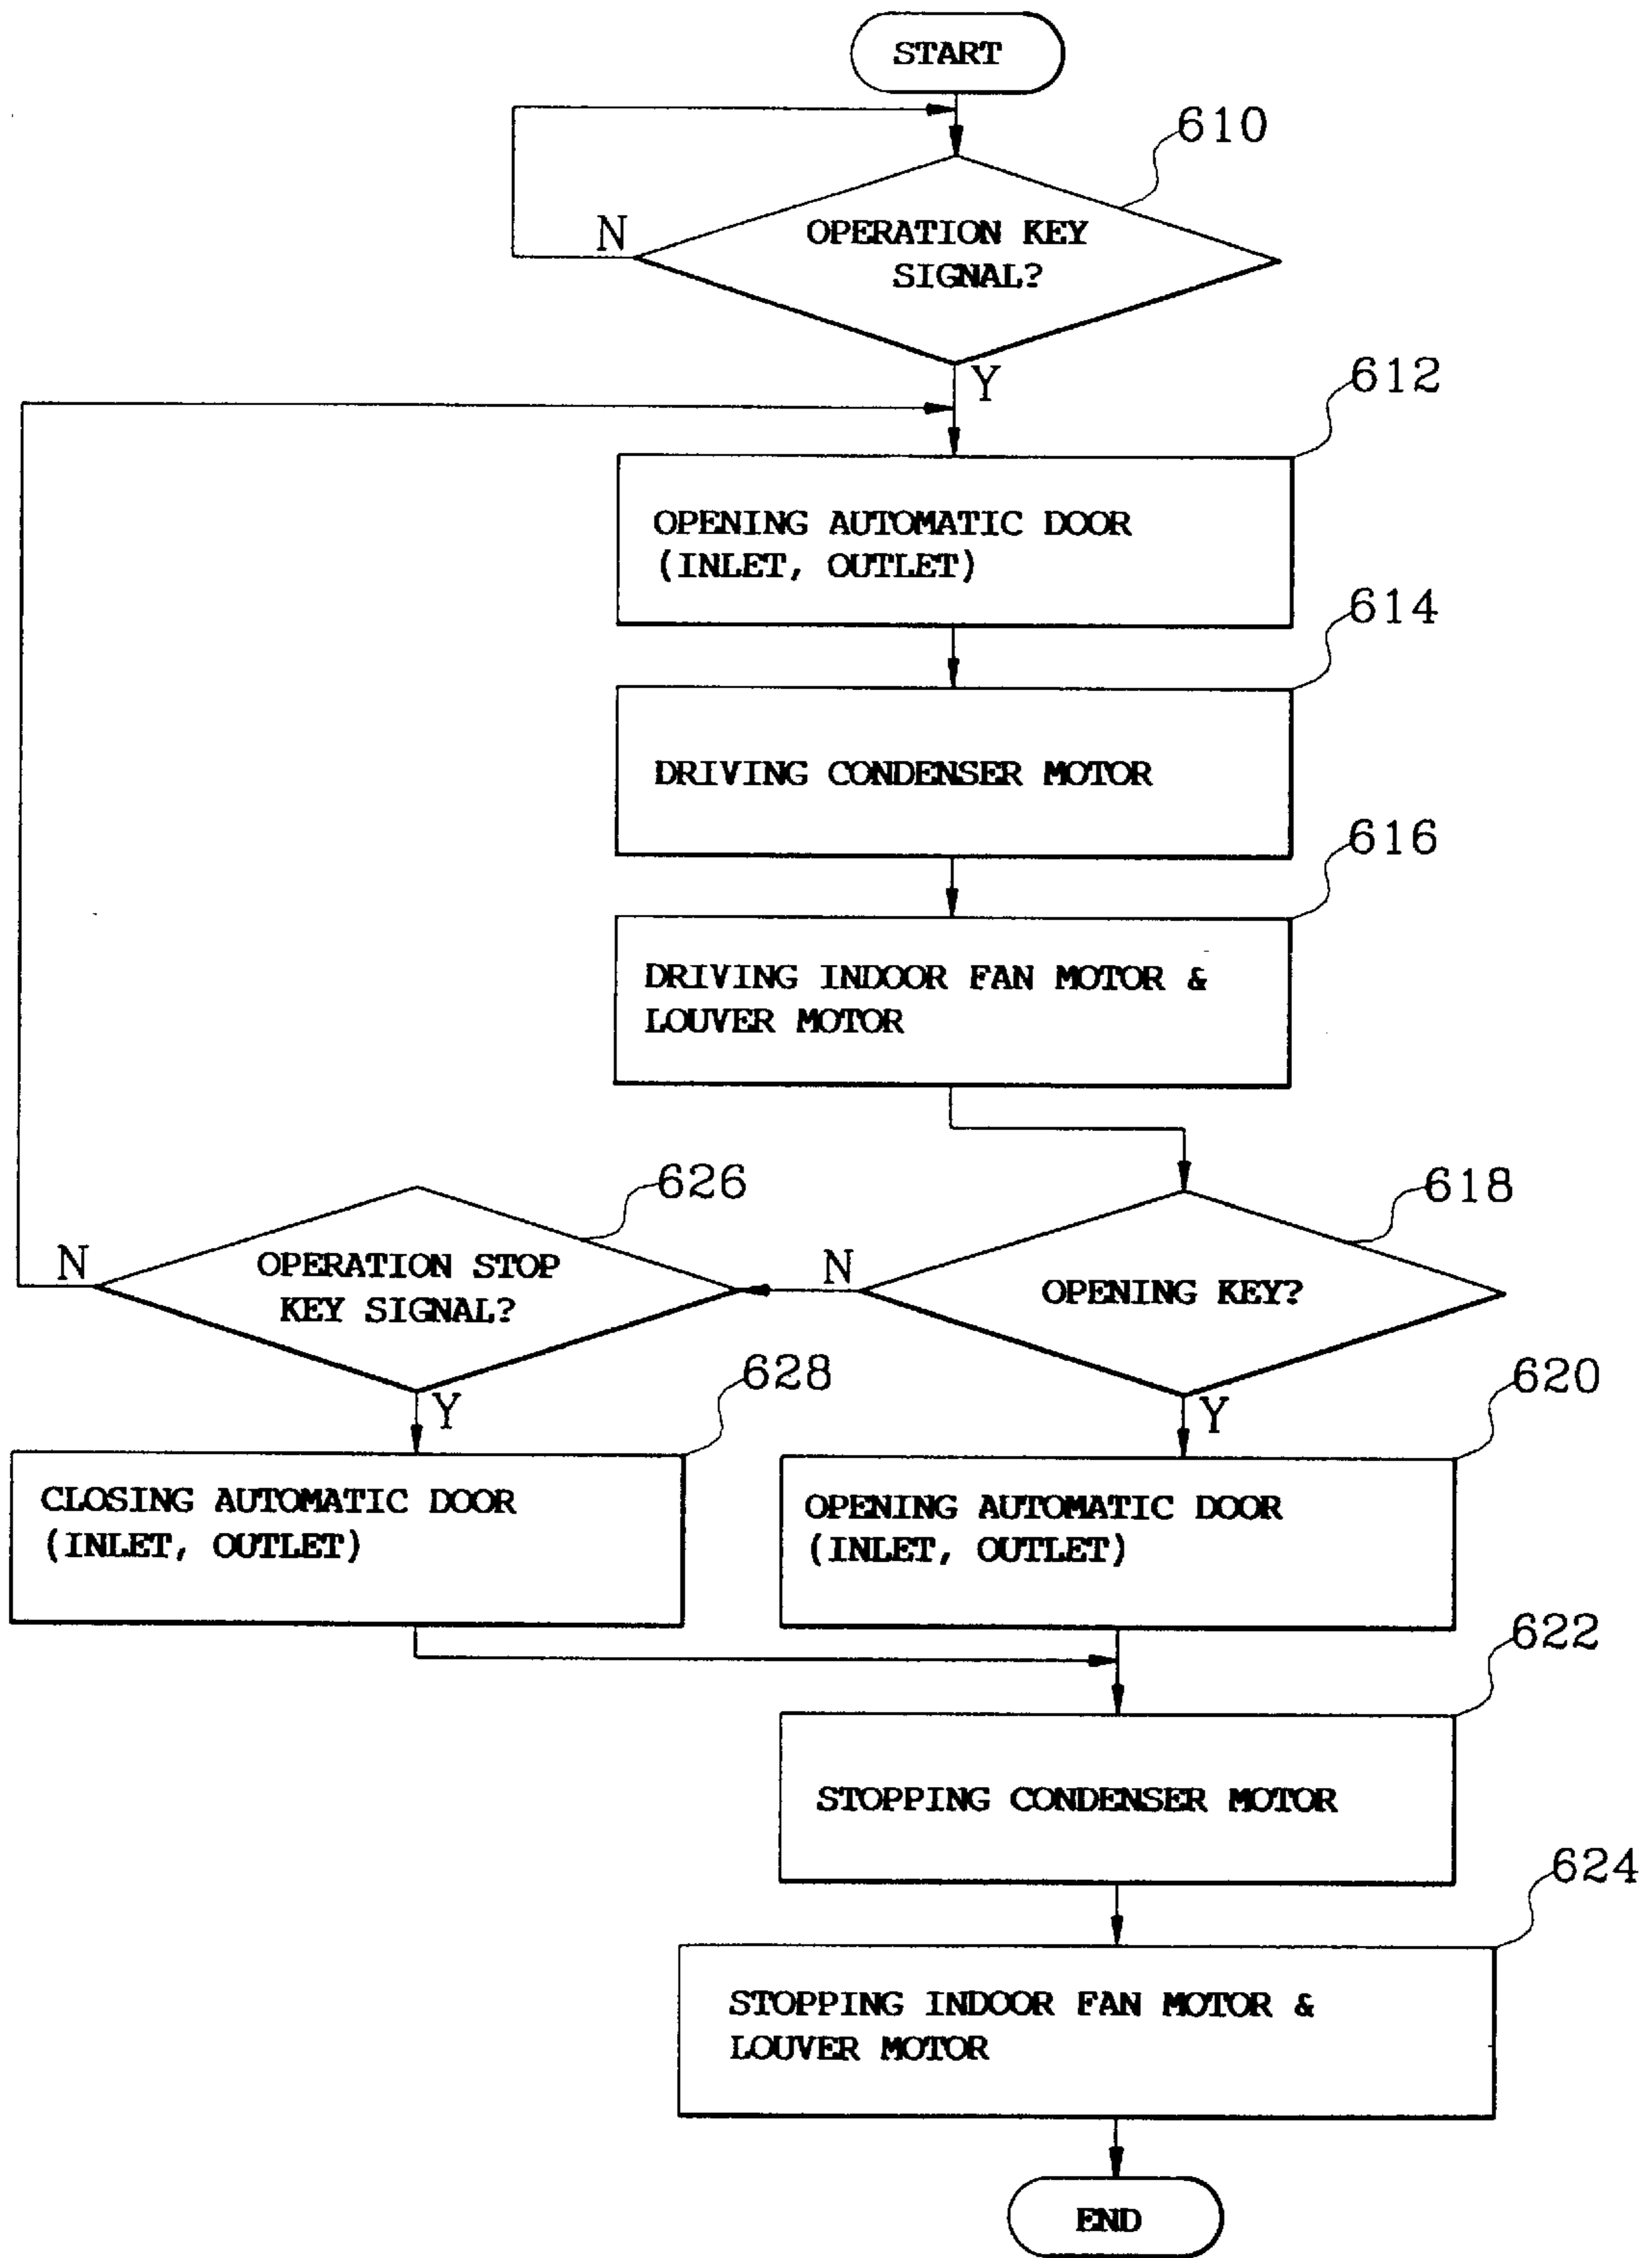 START
610
OPERATION KEY
SIGNAL?
N
Y
612
OPENING AUTOMATIC DOOR
(INLET, OUTLET)
614
DRIVING CONDENSER MOTOR
616
DRIVING INDOOR FAN MOTOR &
LOUVER MOTOR
618
OPENING KEY?
N
Y
626
OPERATION STOP
KEY SIGNAL?
N
Y
628
CLOSING AUTOMATIC DOOR
(INLET, OUTLET)
620
OPENING AUTOMATIC DOOR
(INLET, OUTLET)
622
STOPPING CONDENSER MOTOR
624
STOPPING INDOOR FAN MOTOR &
LOUVER MOTOR
END